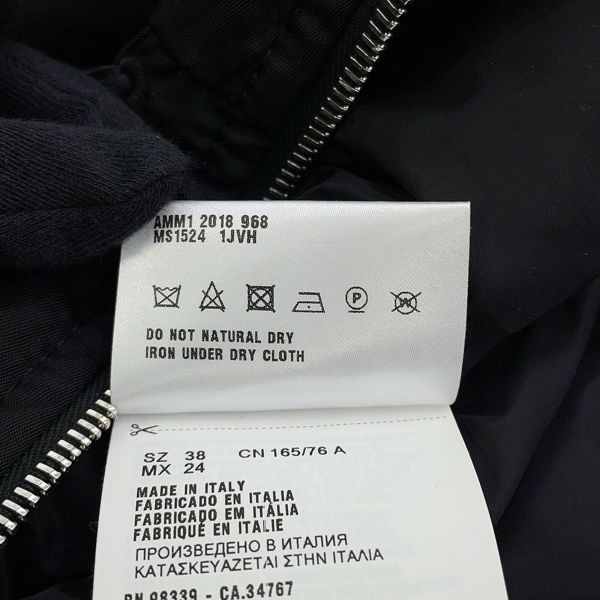 AMM1 2018 968
MS1524 1JVH
P
W
DO NOT NATURAL DRY
IRON UNDER DRY CLOTH
SZ 38 CN 165/76 A
MX 24
MADE IN ITALY
FABRICADO EN ITALIA
FABRICADO EM ITÁLIA
FABRIQUÉ EN ITALIE
ПРОИЗВЕДЕНО В ИТАЛИЯ
ΚΑΤΑΣΚΕΥΑΖΕΤΑΙ ΣΤΗΝ ΙΤΑΛΙΑ
RN 98339 - CA.34767